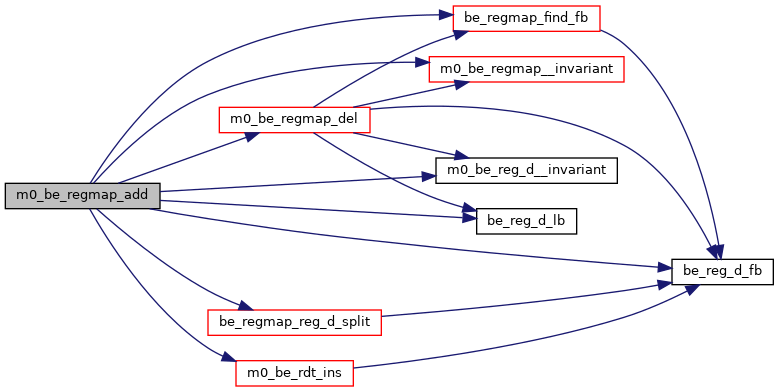 be_regmap_find_fb
m0_be_regmap__invariant
m0_be_regmap_del
m0_be_reg_d__invariant
m0_be_regmap_add
be_reg_d_lb
be_reg_d_fb
be_regmap_reg_d_split
m0_be_rdt_ins